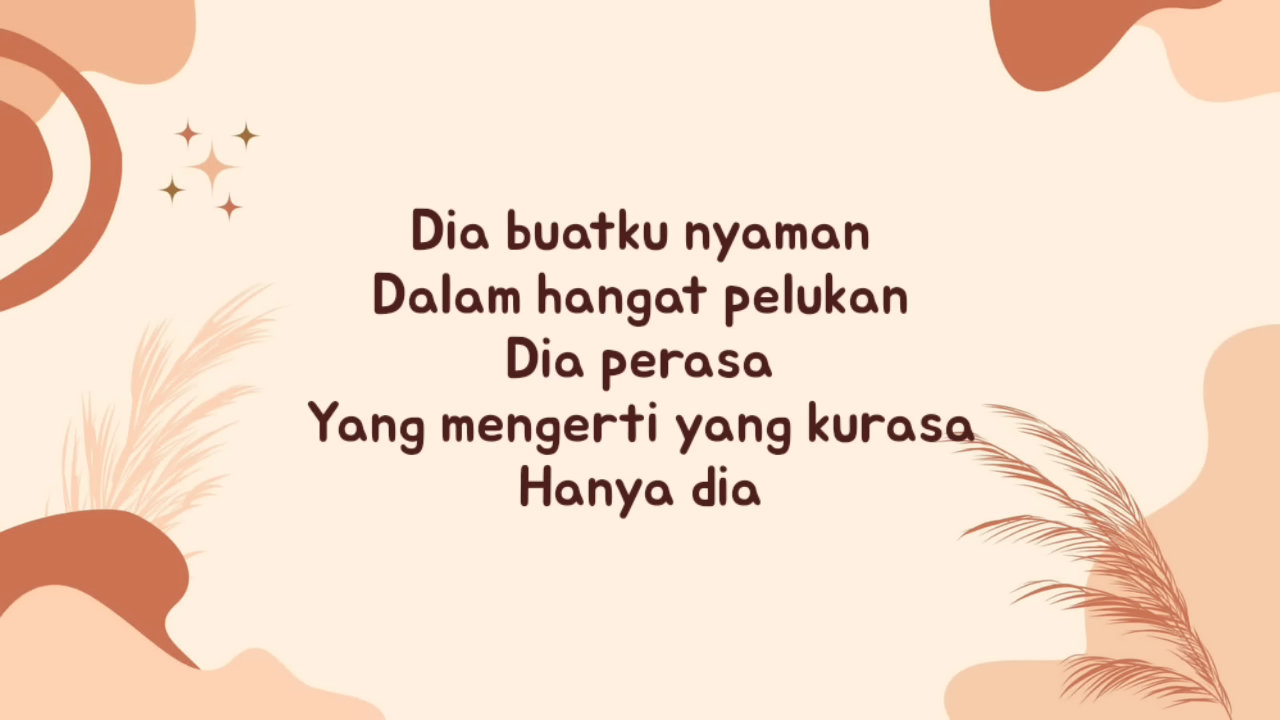 Dia buatku nyaman
Dalam hangat pelukan
Dia perasa
Yang mengerti yang kurasa
Hanya dia